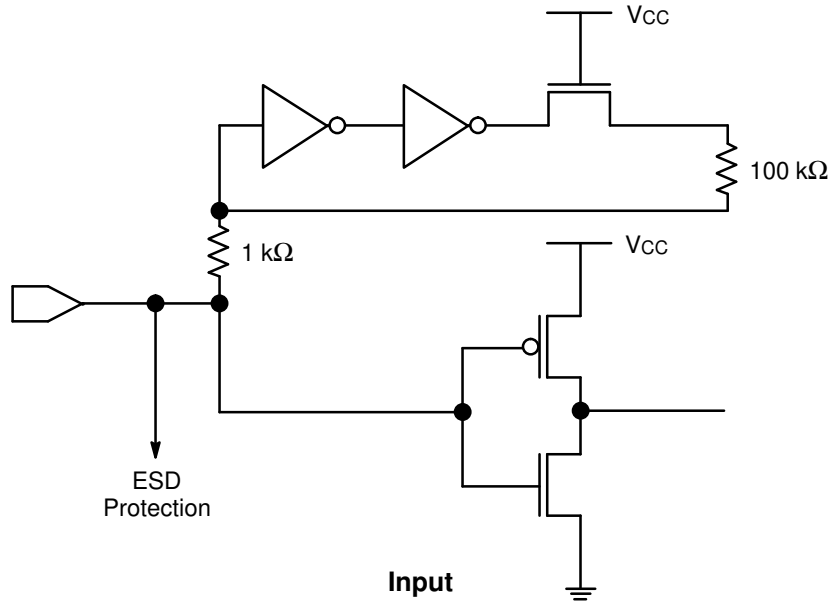 VCC
100 kΩ
1 kΩ
VCC
ESD
Protection
Input